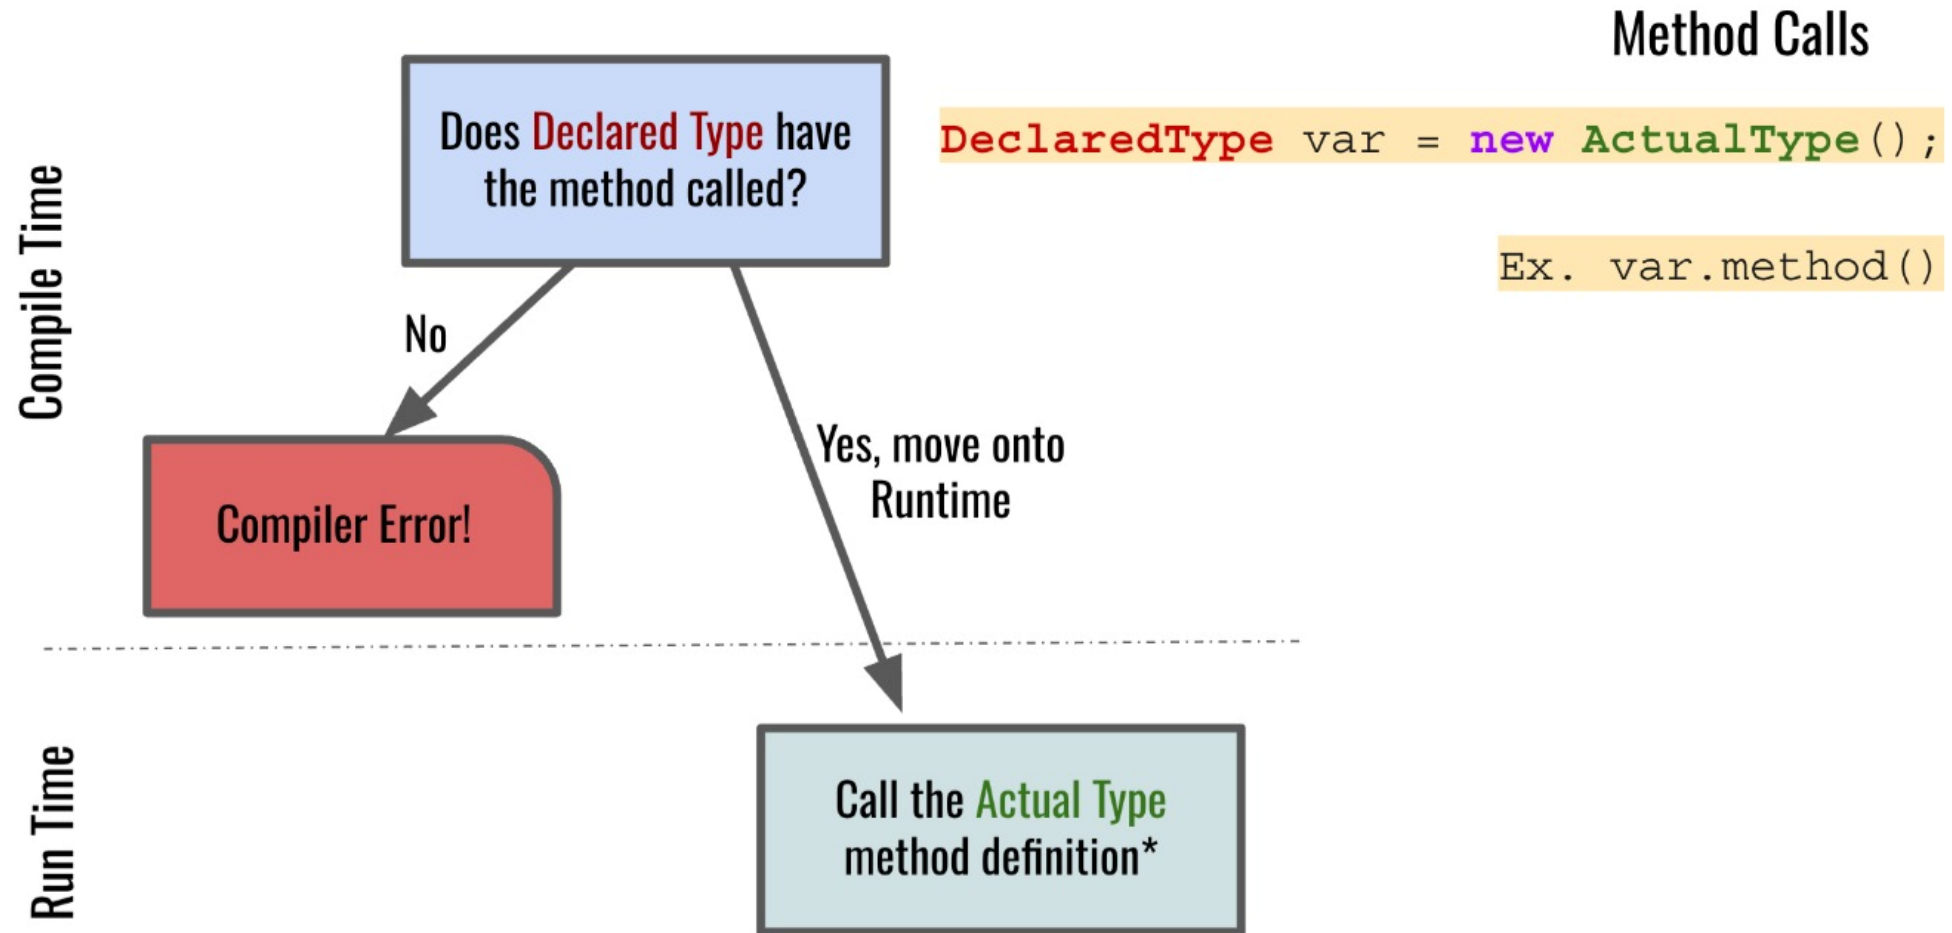 Method Calls
Does Declared Type have
the method called?
DeclaredType var = new ActualType();
Ex. var.method()
Compile Time
No
Yes, move onto
Runtime
Compiler Error!
Run Time
Call the Actual Type
method definition*